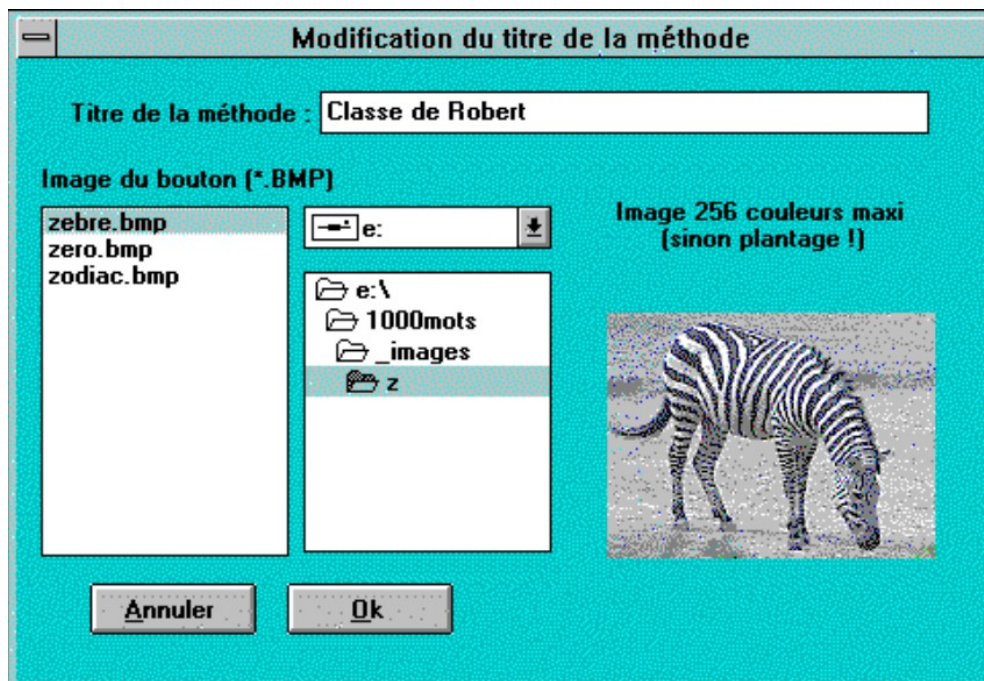 Modification du titre de la méthode
Titre de la méthode : Classe de Robert
Image du bouton (*.BMP)
zebre.bmp
zero.bmp
zodiac.bmp
e:
e:\
1000mots
_images
z
Image 256 couleurs maxi
(sinon plantage !)
Annuler
Ok